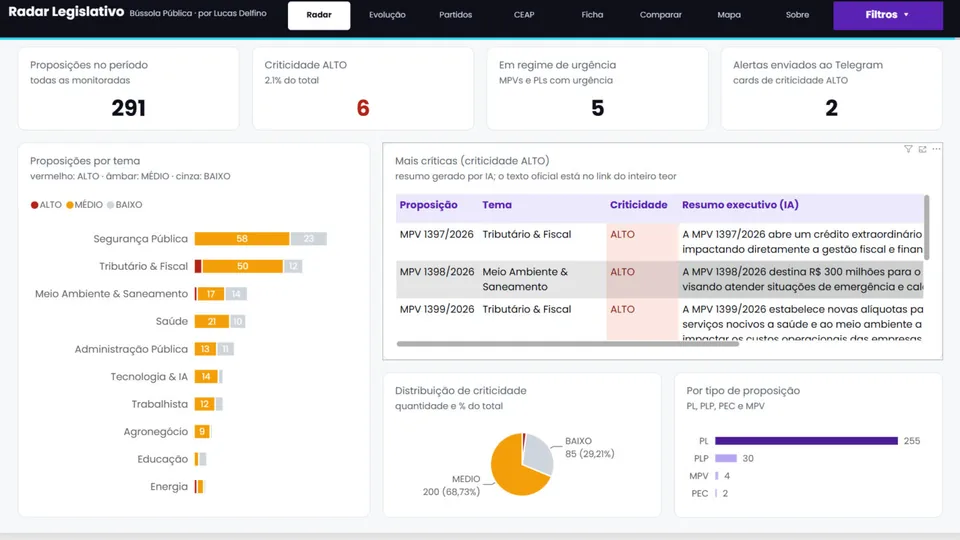 Radar Legislativo Bússola Pública · por Lucas Delfino
Radar Evolução Partidos CEAP Ficha Comparar Mapa Sobre Filtros
Proposições no período
todas as monitoradas
291
Criticidade ALTO
2.1% do total
6
Em regime de urgência
MPVs e PLs com urgência
5
Alertas enviados ao Telegram
cards de criticidade ALTO
2
Proposições por tema
vermelho: ALTO · âmbar: MÉDIO · cinza: BAIXO
ALTO MÉDIO BAIXO
Segurança Pública 58 23
Tributário & Fiscal 50 12
Meio Ambiente & Saneamento 17 14
Saúde 21 10
Administração Pública 13 11
Tecnologia & IA 14
Trabalhista 12
Agronegócio 9
Educação
Energia
Mais críticas (criticidade ALTO)
resumo gerado por IA; o texto oficial está no link do inteiro teor
Proposição Tema Criticidade Resumo executivo (IA)
MPV 1397/2026 Tributário & Fiscal ALTO A MPV 1397/2026 abre um crédito extraordinário
impactando diretamente a gestão fiscal e finan
MPV 1398/2026 Meio Ambiente & ALTO A MPV 1398/2026 destina R$ 300 milhões para o
Saneamento visando atender situações de emergência e cal
MPV 1399/2026 Tributário & Fiscal ALTO A MPV 1399/2026 estabelece novas alíquotas pa
serviços nocivos a saúde e ao meio ambiente a
impactar os custos operacionais das empresas
Distribuição de criticidade
quantidade e % do total
BAIXO
85 (29,21%)
MÉDIO
200 (68,73%)
Por tipo de proposição
PL, PLP, PEC e MPV
PL 255
PLP 30
MPV 4
PEC 2